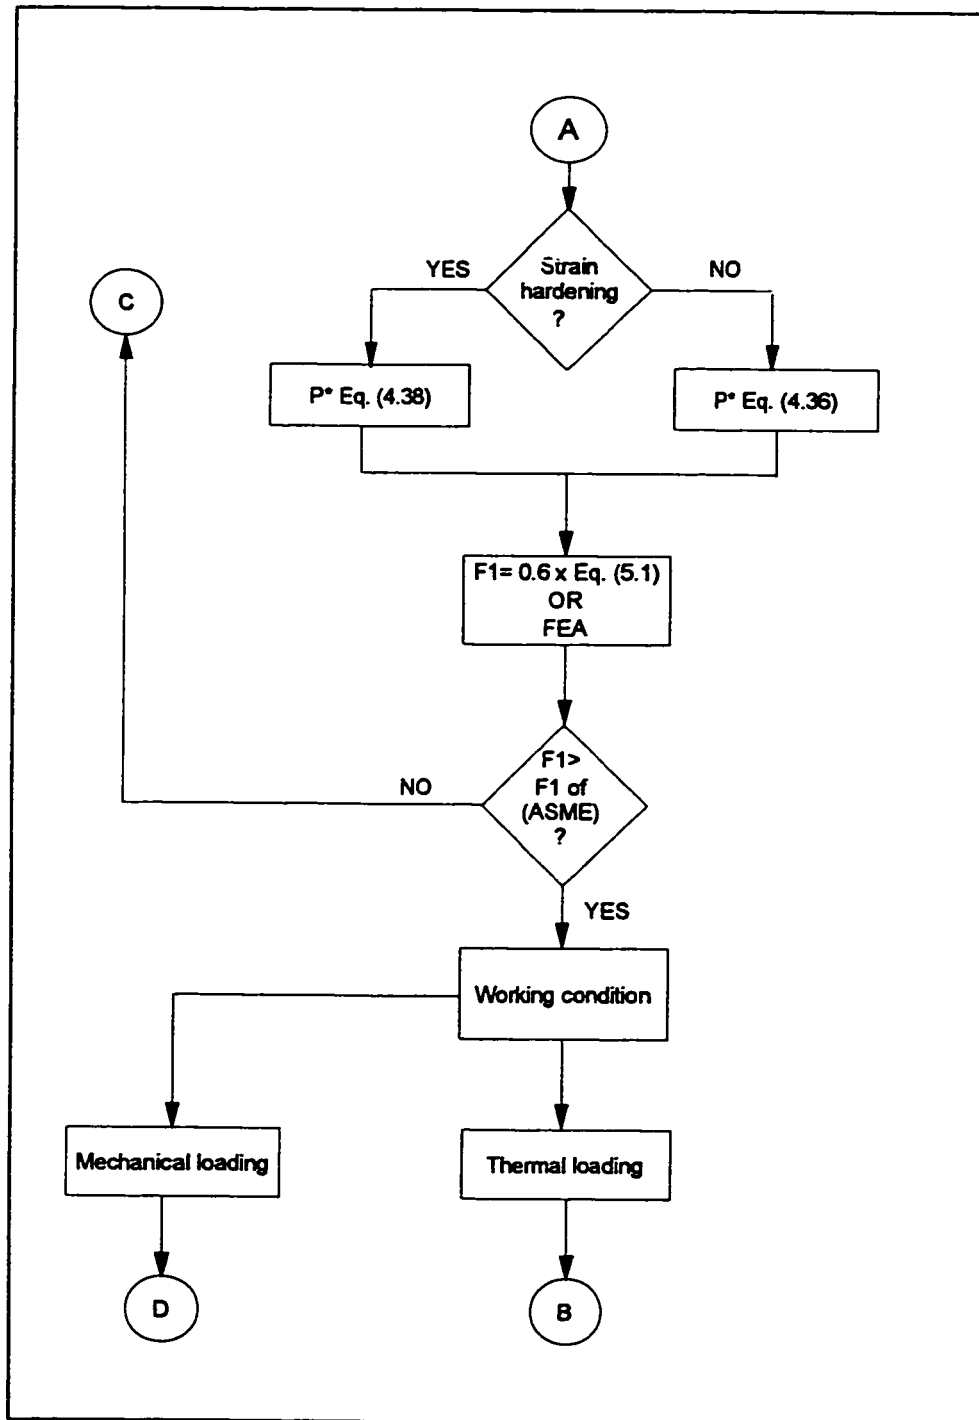 A
YES
Strain
hardening
?
NO
C
P* Eq. (4.38)
P* Eq. (4.36)
F1= 0.6 x Eq. (5.1)
OR
FEA
NO
F1>
F1 of
(ASME)
?
YES
Working condition
Mechanical loading
Thermal loading
D
B